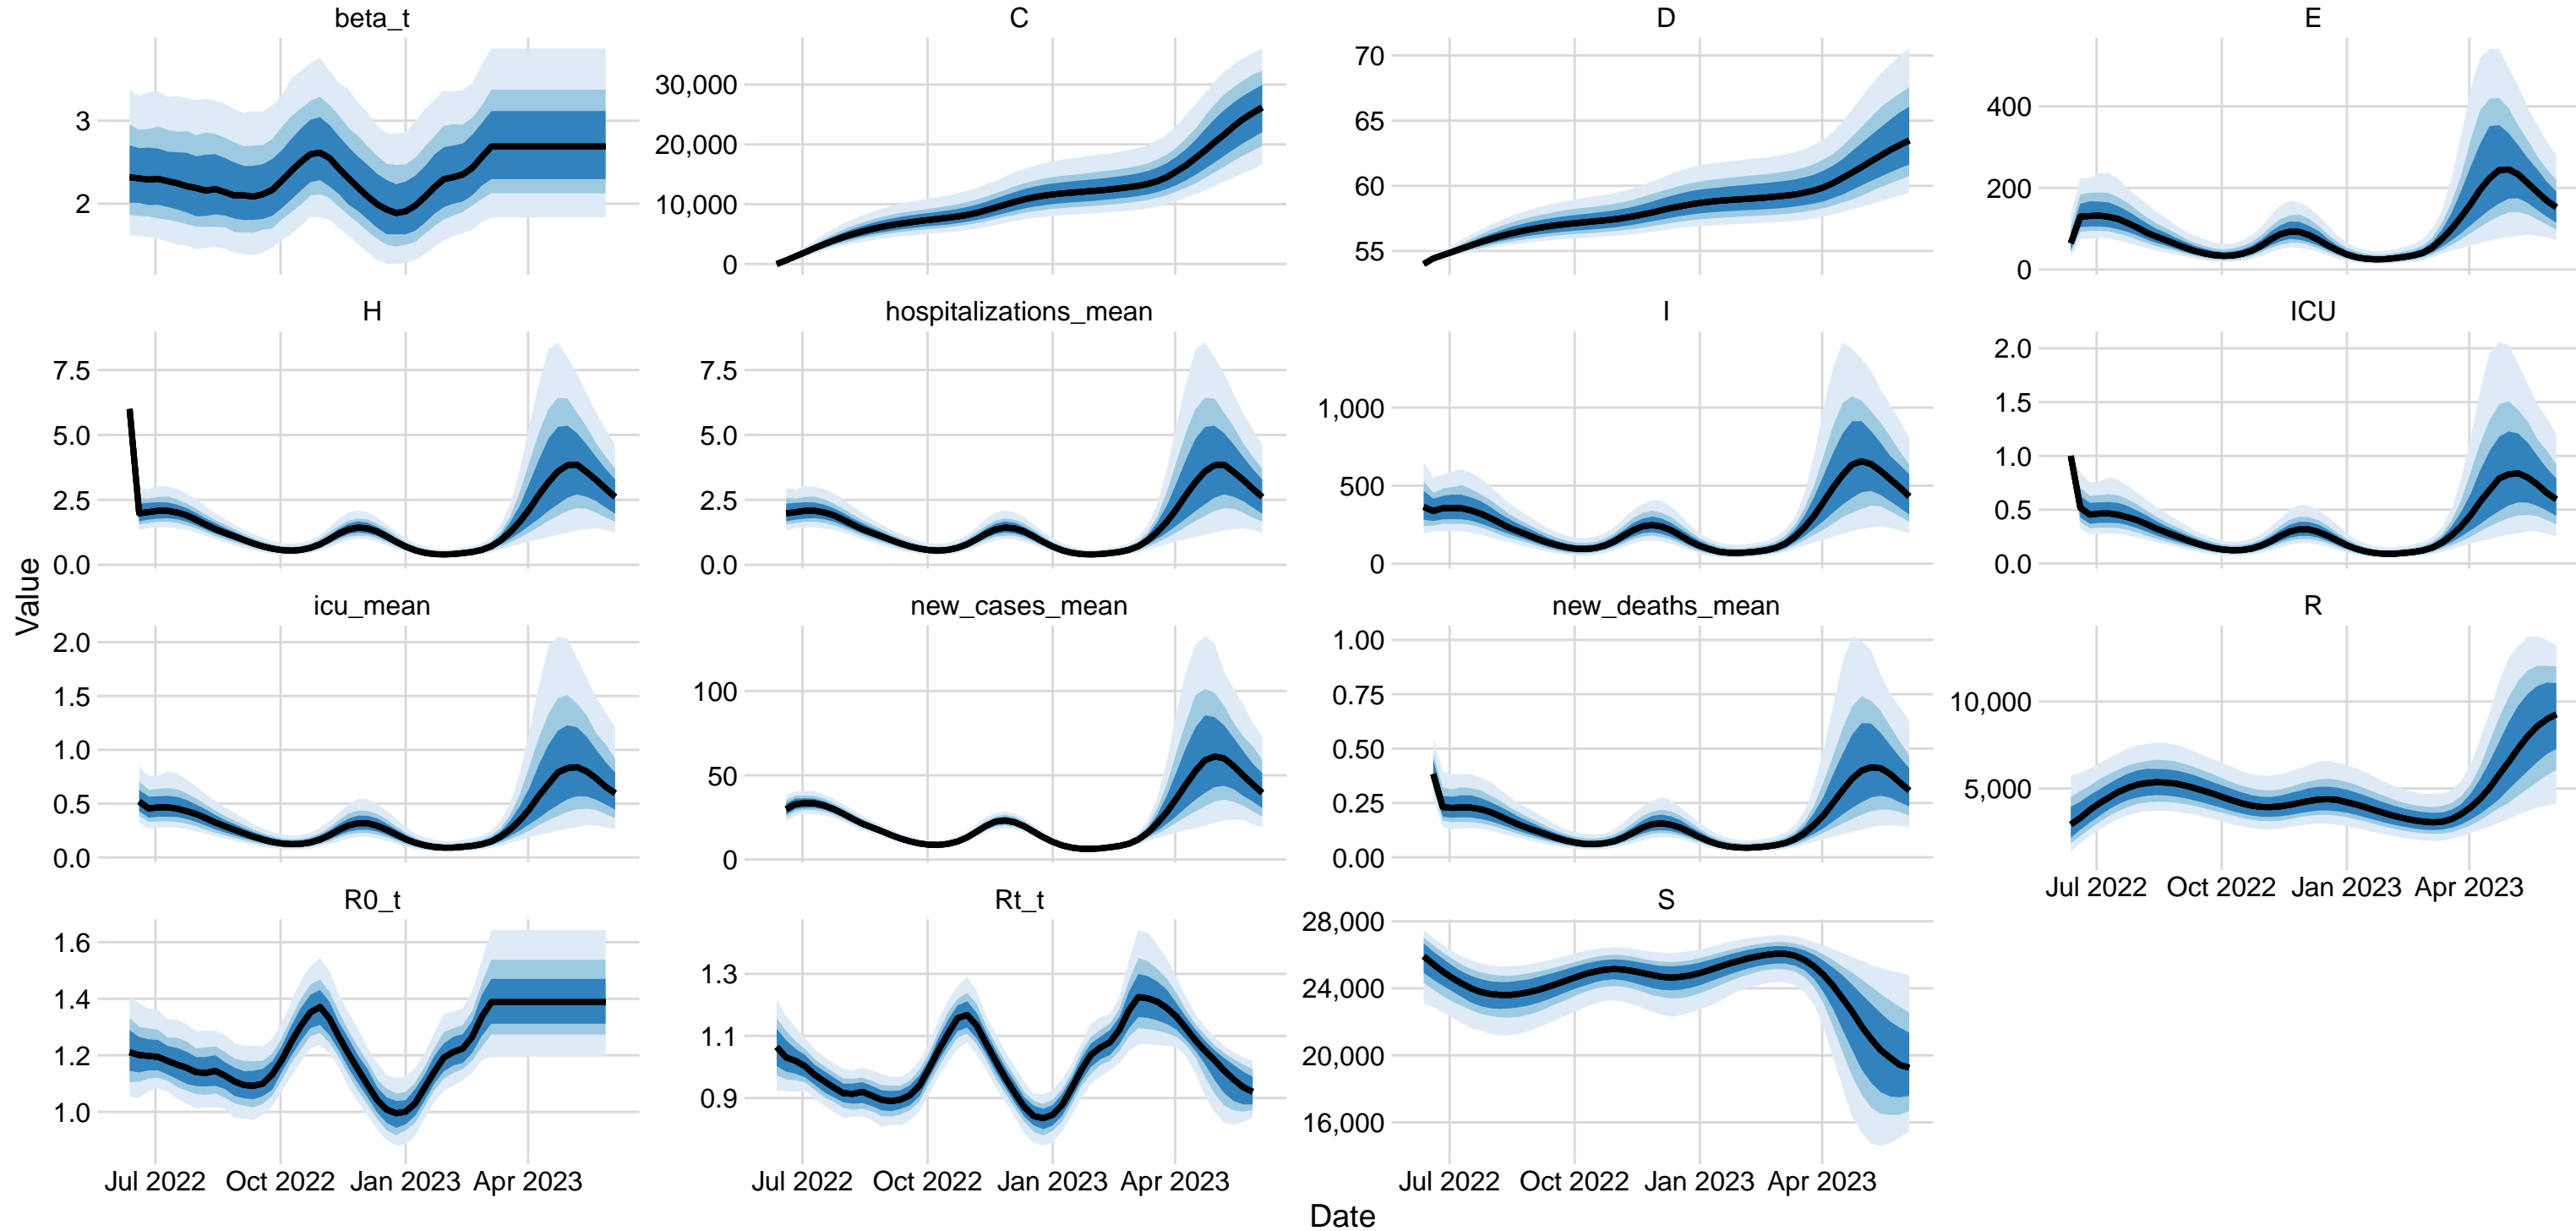 beta_t
C
D
E
3
2
30,000
20,000
10,000
0
70
65
60
55
400
200
0
H
hospitalizations_mean
I
ICU
7.5
5.0
2.5
0.0
7.5
5.0
2.5
0.0
1,000
500
0
2.0
1.5
1.0
0.5
0.0
Value
icu_mean
new_cases_mean
new_deaths_mean
R
2.0
1.5
1.0
0.5
0.0
100
50
0
1.00
0.75
0.50
0.25
0.00
10,000
5,000
Jul 2022 Oct 2022 Jan 2023 Apr 2023
R0_t
Rt_t
S
1.6
1.4
1.2
1.0
1.3
1.1
0.9
28,000
24,000
20,000
16,000
Jul 2022 Oct 2022 Jan 2023 Apr 2023
Jul 2022 Oct 2022 Jan 2023 Apr 2023
Jul 2022 Oct 2022 Jan 2023 Apr 2023
Date